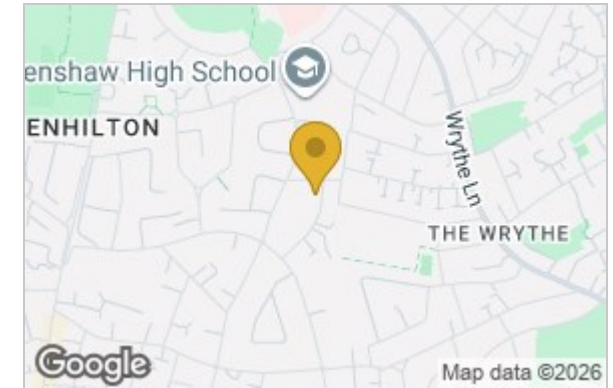 enshaw High School
ENHILTON
Wrythe Ln
THE WRYTHE
Google
Map data ©2026